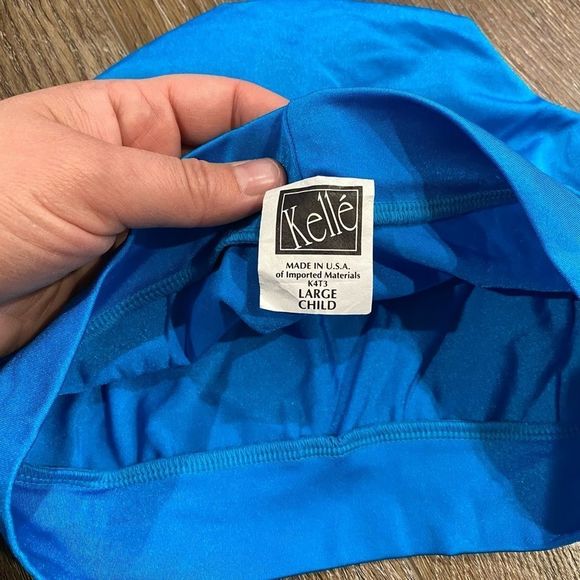 Kellé
MADE IN U.S.A.
of Imported Materials
K4T3
LARGE
CHILD